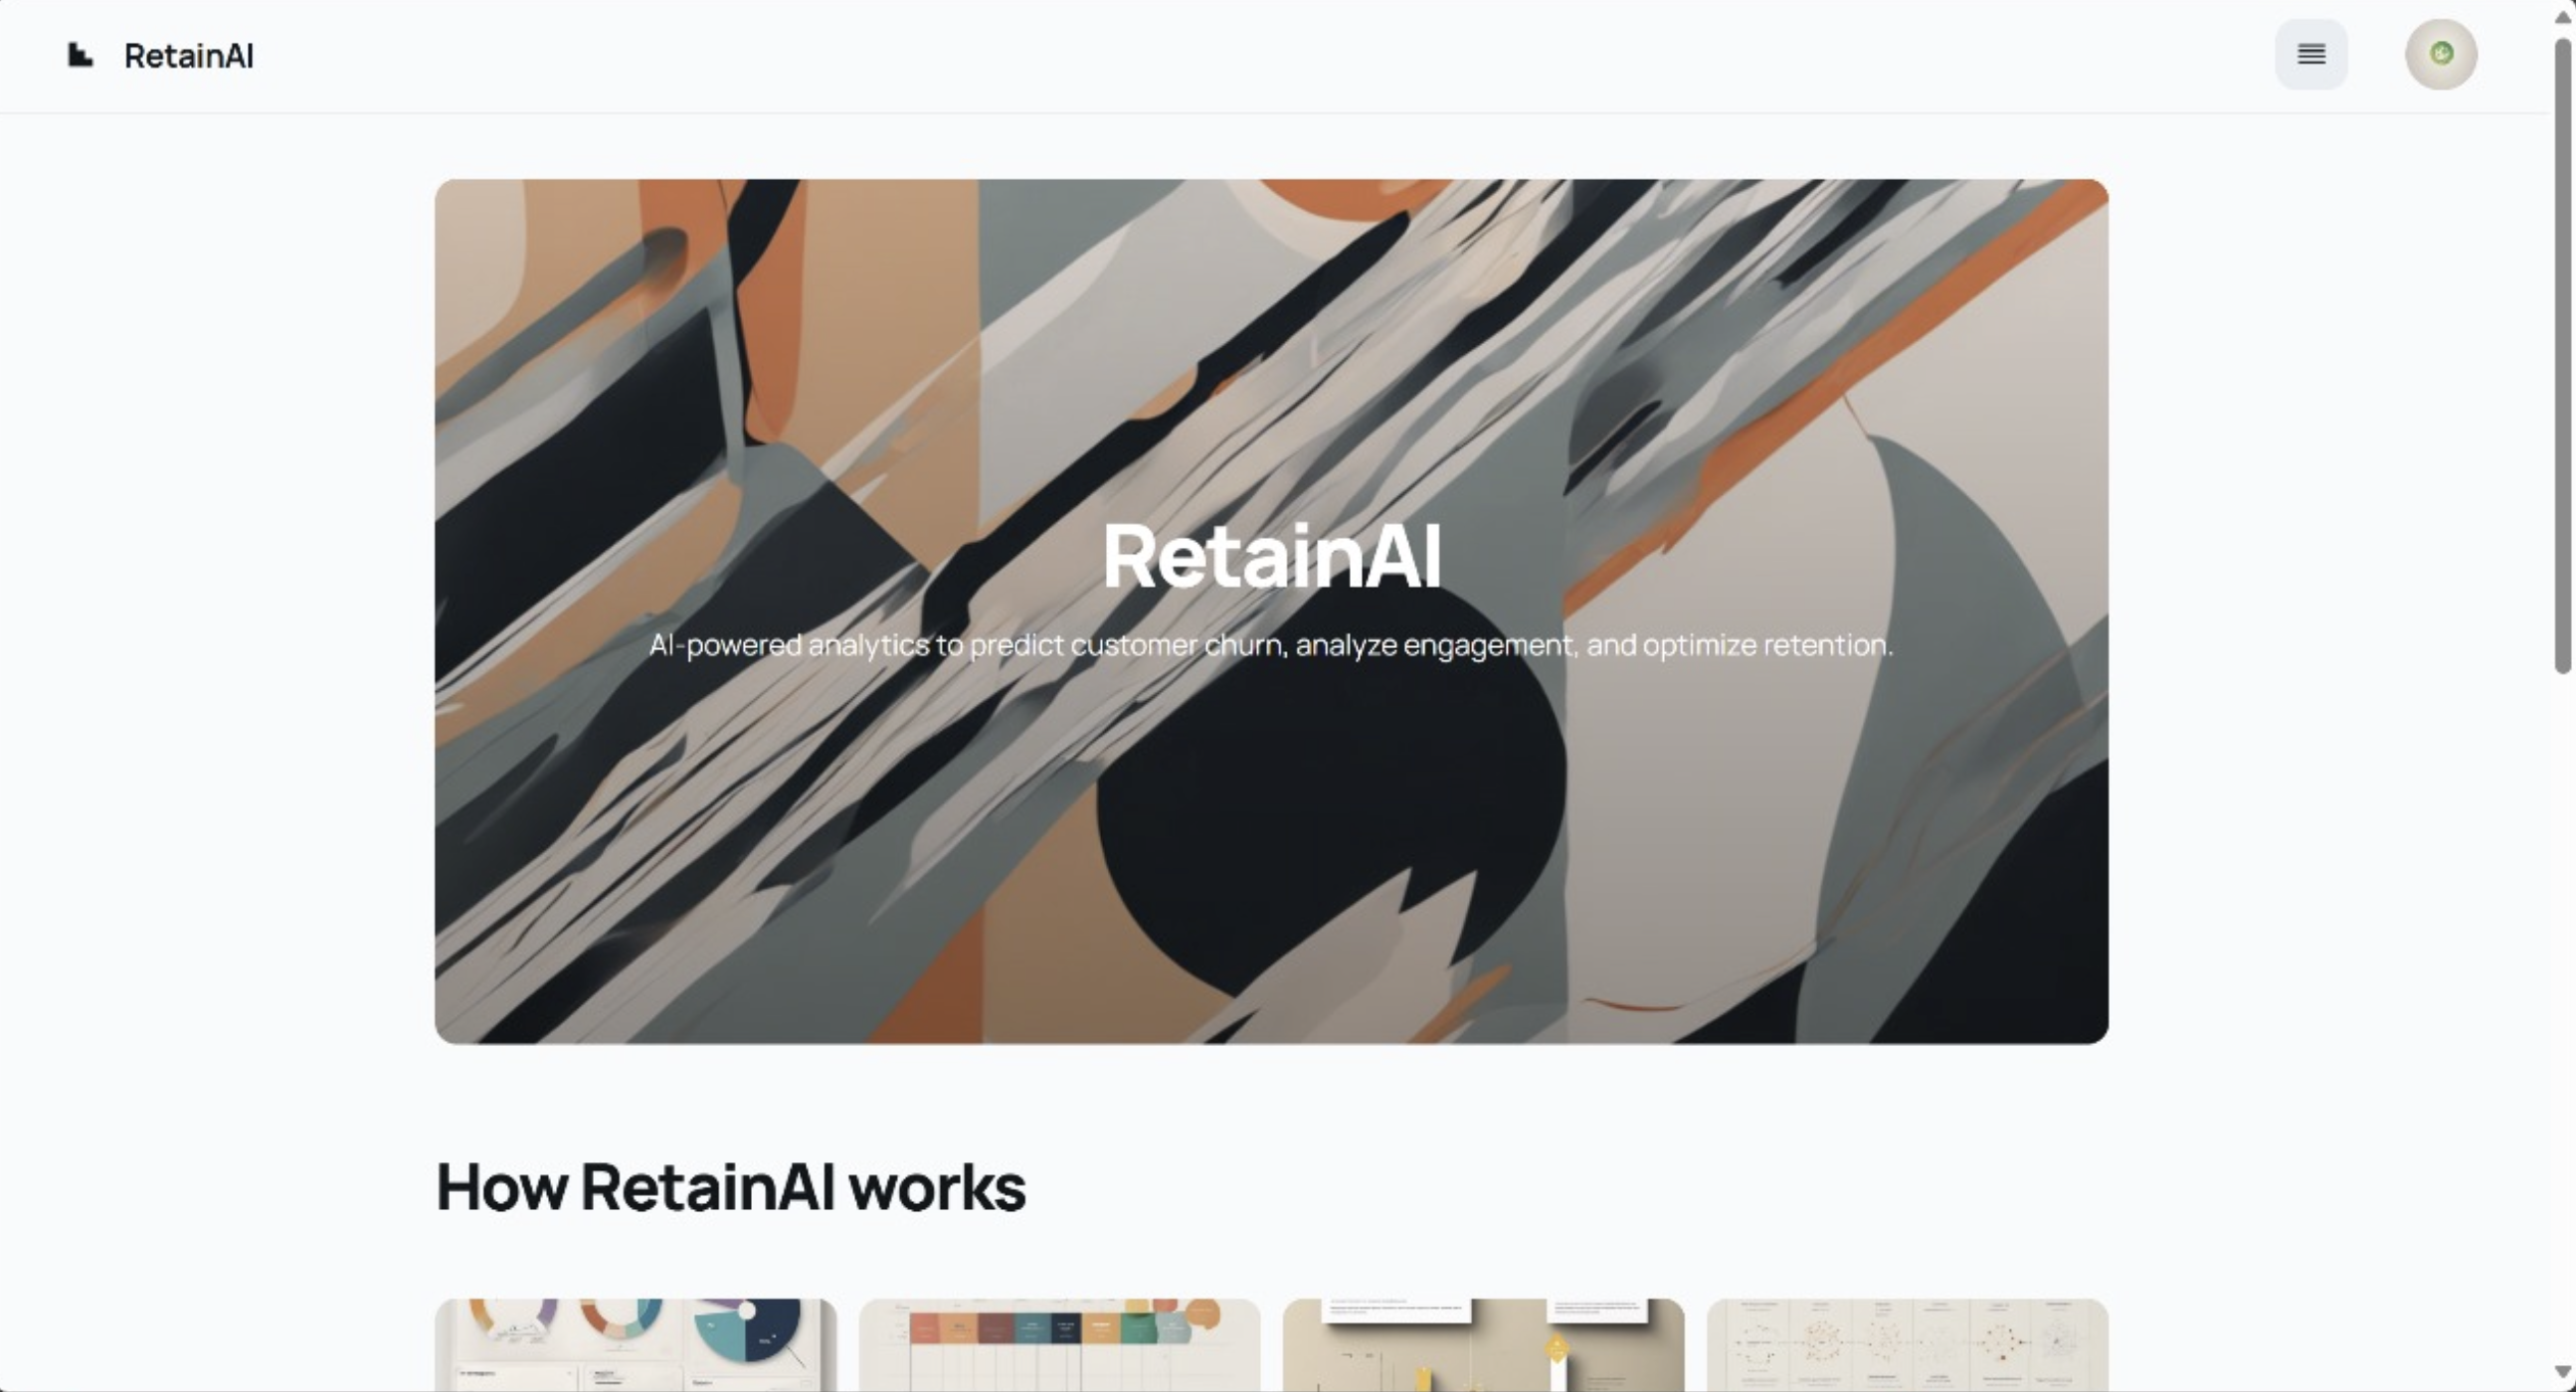 RetainAI
RetainAI
AI-powered analytics to predict customer churn, analyze engagement, and optimize retention.
How RetainAI works